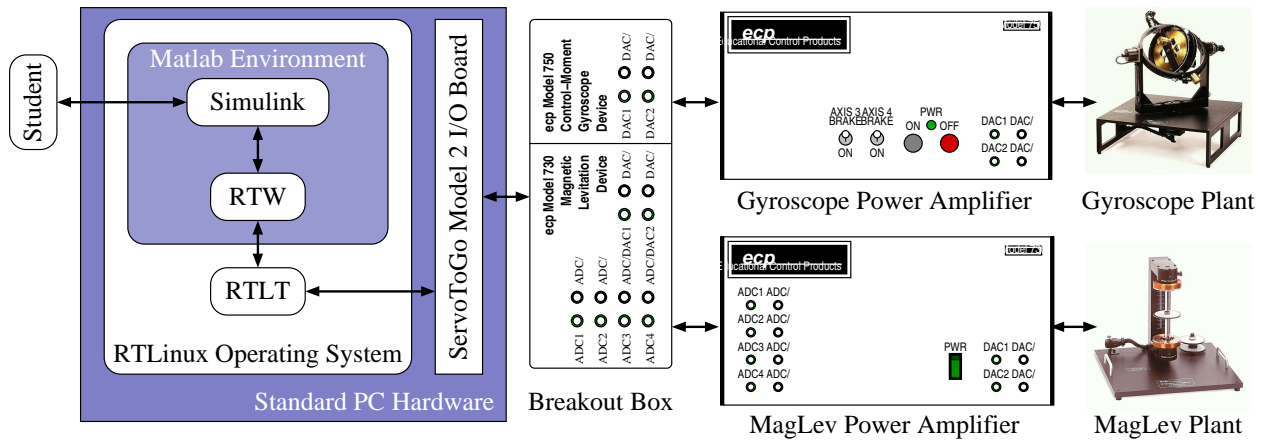 Student
Matlab Environment
Simulink
RTW
RTLT
RTLinux Operating System
Standard PC Hardware
ServoToGo Model 2 I/O Board
ecp Model 750
Control-Moment
Gyroscope
Device
DAC1 DAC/
DAC2 DAC/
ecp Model 730
Magnetic
Levitation
Device
ADC1 ADC/
ADC2 ADC/
ADC3 ADC/DAC1 DAC/
ADC4 ADC/DAC2 DAC/
Breakout Box
ecp
Educational Control Products
AXIS 3 AXIS 4
BRAKE BRAKE
ON ON
PWR
ON OFF
DAC1 DAC/
DAC2 DAC/
Gyroscope Power Amplifier
Gyroscope Plant
ecp
Educational Control Products
ADC1 ADC/
ADC2 ADC/
ADC3 ADC/
ADC4 ADC/
PWR
DAC1 DAC/
DAC2 DAC/
MagLev Power Amplifier
MagLev Plant